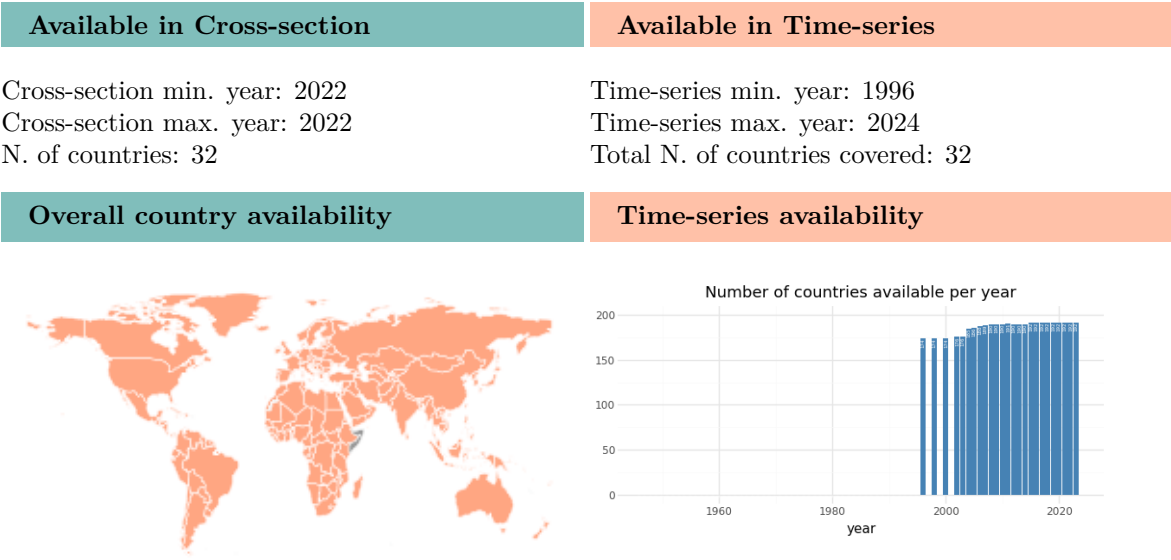 Available in Cross-section
Available in Time-series
Cross-section min. year: 2022
Cross-section max. year: 2022
N. of countries: 32
Time-series min. year: 1996
Time-series max. year: 2024
Total N. of countries covered: 32
Overall country availability
Time-series availability
Number of countries available per year
200
150
100
50
0
1960
1980
2000
2020
year